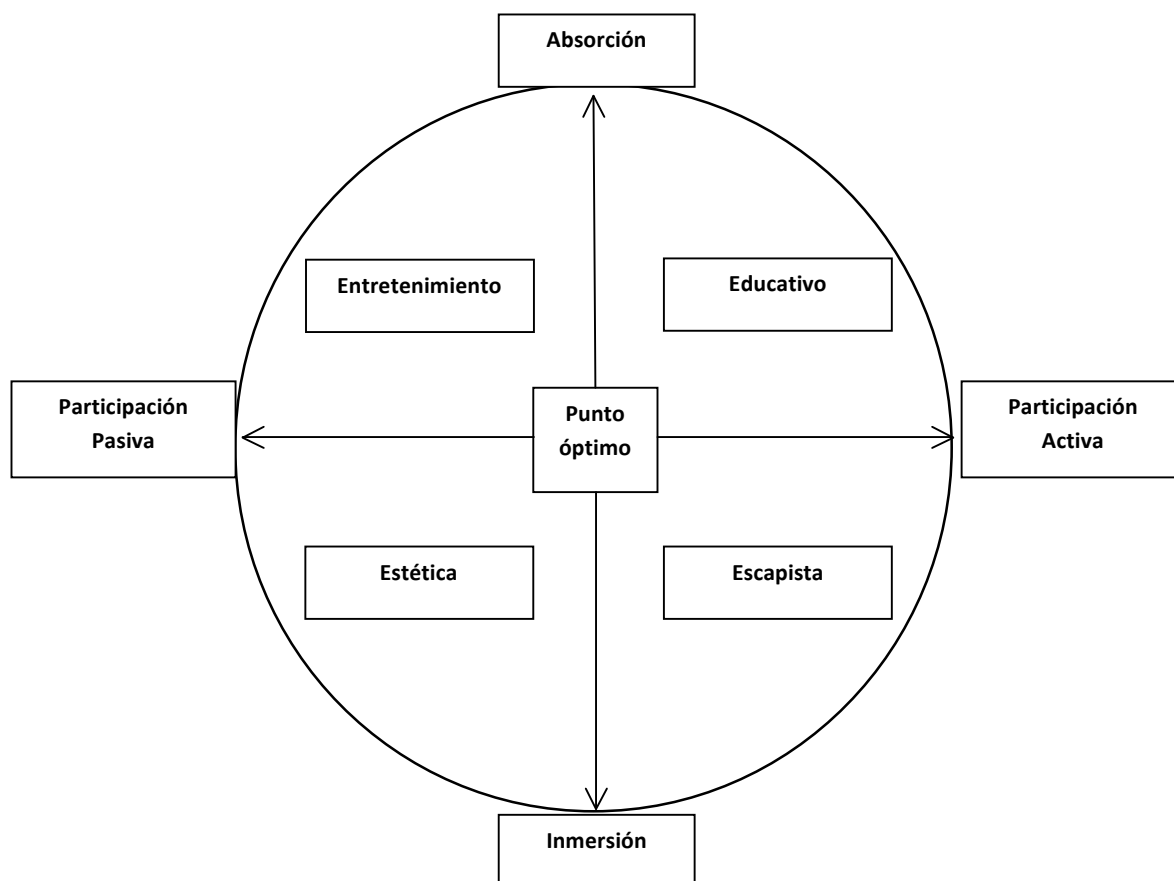 Absorción
Entretenimiento
Educativo
Participación
Pasiva
Punto
óptimo
Participación
Activa
Estética
Escapista
Inmersión